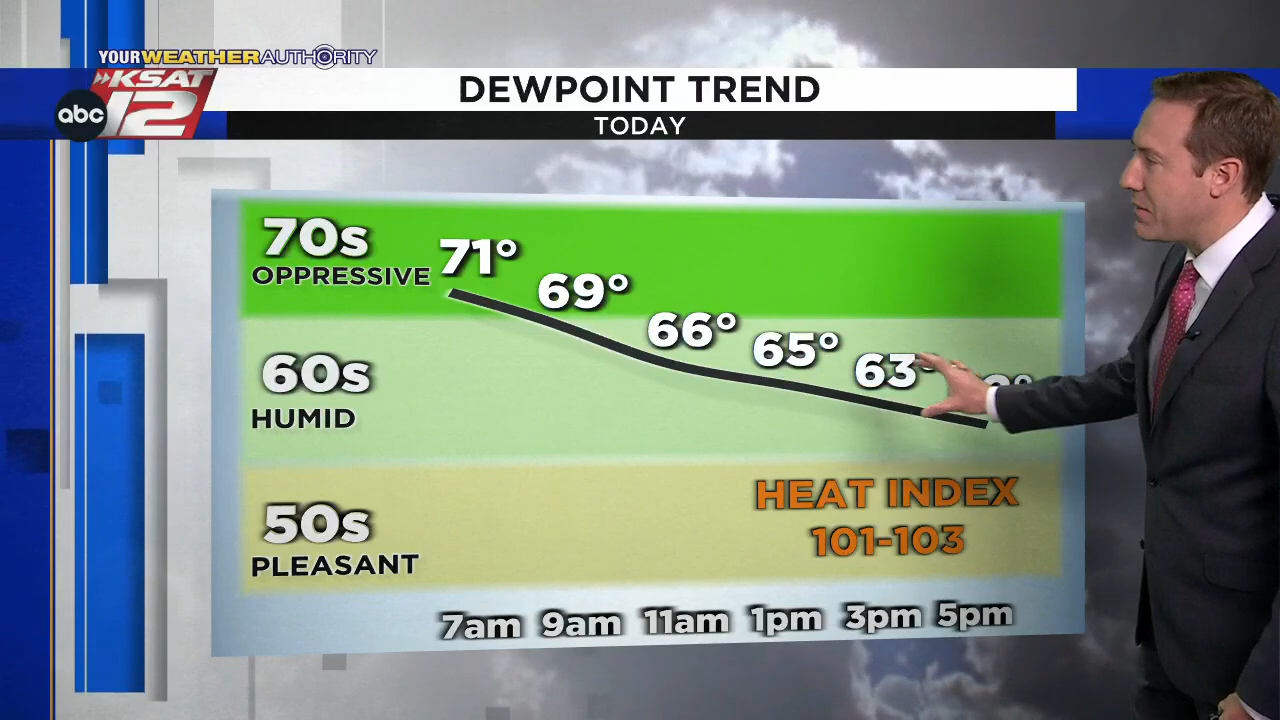 YOUR WEATHER AUTHORITY
KSAT
abc 12
DEWPOINT TREND
TODAY
70s
OPPRESSIVE
71°
69°
66°
65°
63°
60s
HUMID
50s
PLEASANT
HEAT INDEX
101-103
7am 9am 11am 1pm 3pm 5pm